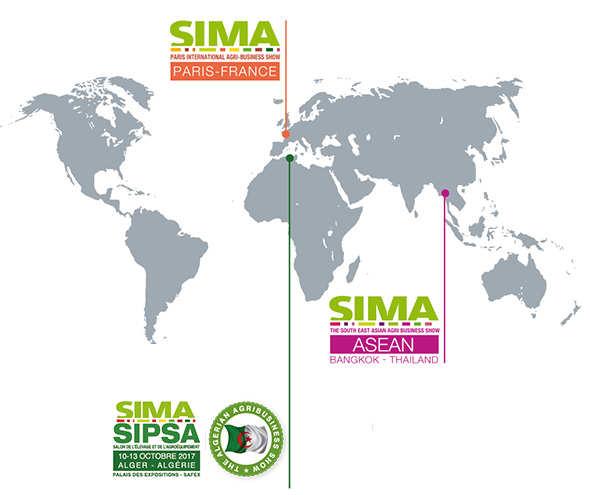 SIMA
PARIS INTERNATIONAL AGRI-BUSINESS SHOW
PARIS-FRANCE
SIMA
THE SOUTH EAST ASIAN AGRI BUSINESS SHOW
ASEAN
BANGKOK - THAILAND
SIMA
SIPSA
SALON DE L'ÉLEVAGE ET DE L'AGROÉQUIPEMENT
10-13 OCTOBRE 2017
ALGER - ALGÉRIE
PALAIS DES EXPOSITIONS - SAFEX
THE ALGERIAN AGRIBUSINESS SHOW